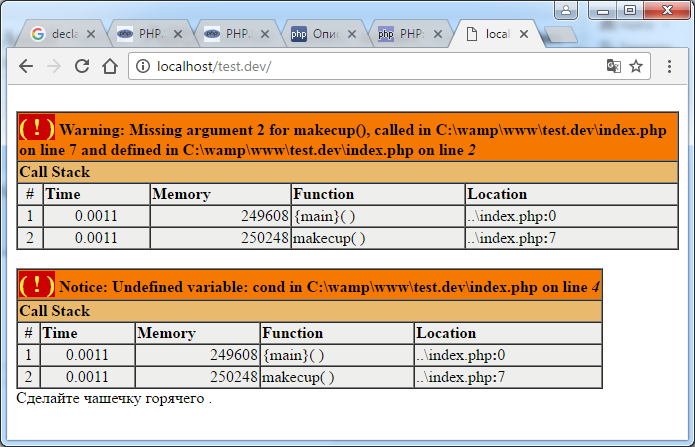 decla
PHP.
PHP.
Опис
PHP:
local
localhost/test.dev/
( ! ) Warning: Missing argument 2 for makecup(), called in C:\wamp\www\test.dev\index.php
on line 7 and defined in C:\wamp\www\test.dev\index.php on line 2
Call Stack
# Time Memory Function Location
1 0.0011 249608 {main}( ) ..\index.php:0
2 0.0011 250248 makecup( ) ..\index.php:7
( ! ) Notice: Undefined variable: cond in C:\wamp\www\test.dev\index.php on line 4
Call Stack
# Time Memory Function Location
1 0.0011 249608 {main}( ) ..\index.php:0
2 0.0011 250248 makecup( ) ..\index.php:7
Сделайте чашечку горячего .